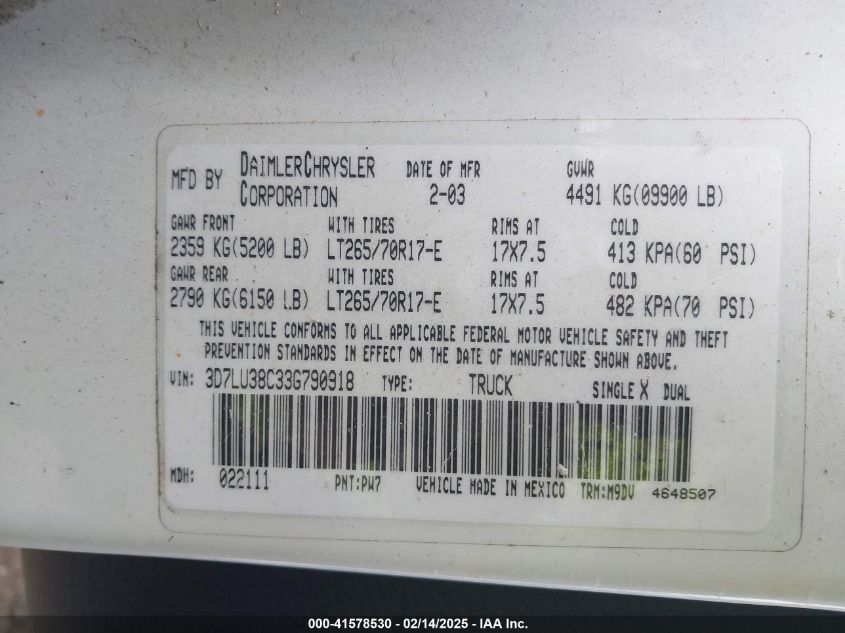 MFD BY DAIMLERCHRYSLER CORPORATION DATE OF MFR 2-03 GVWR 4491 KG(09900 LB)
GAWR FRONT WITH TIRES RIMS AT COLD
2359 KG(5200 LB) LT265/70R17-E 17X7.5 413 KPA(60 PSI)
GAWR REAR WITH TIRES RIMS AT COLD
2790 KG(6150 LB) LT265/70R17-E 17X7.5 482 KPA(70 PSI)
THIS VEHICLE CONFORMS TO ALL APPLICABLE FEDERAL MOTOR VEHICLE SAFETY AND THEFT
PREVENTION STANDARDS IN EFFECT ON THE DATE OF MANUFACTURE SHOWN ABOVE.
VIN: 3D7LU38C33G790918 TYPE: TRUCK SINGLE X DUAL
MDH: 022111 PNT:PW7 VEHICLE MADE IN MEXICO TRM:M9DV 4648507
000-41578530 - 02/14/2025 - IAA Inc.